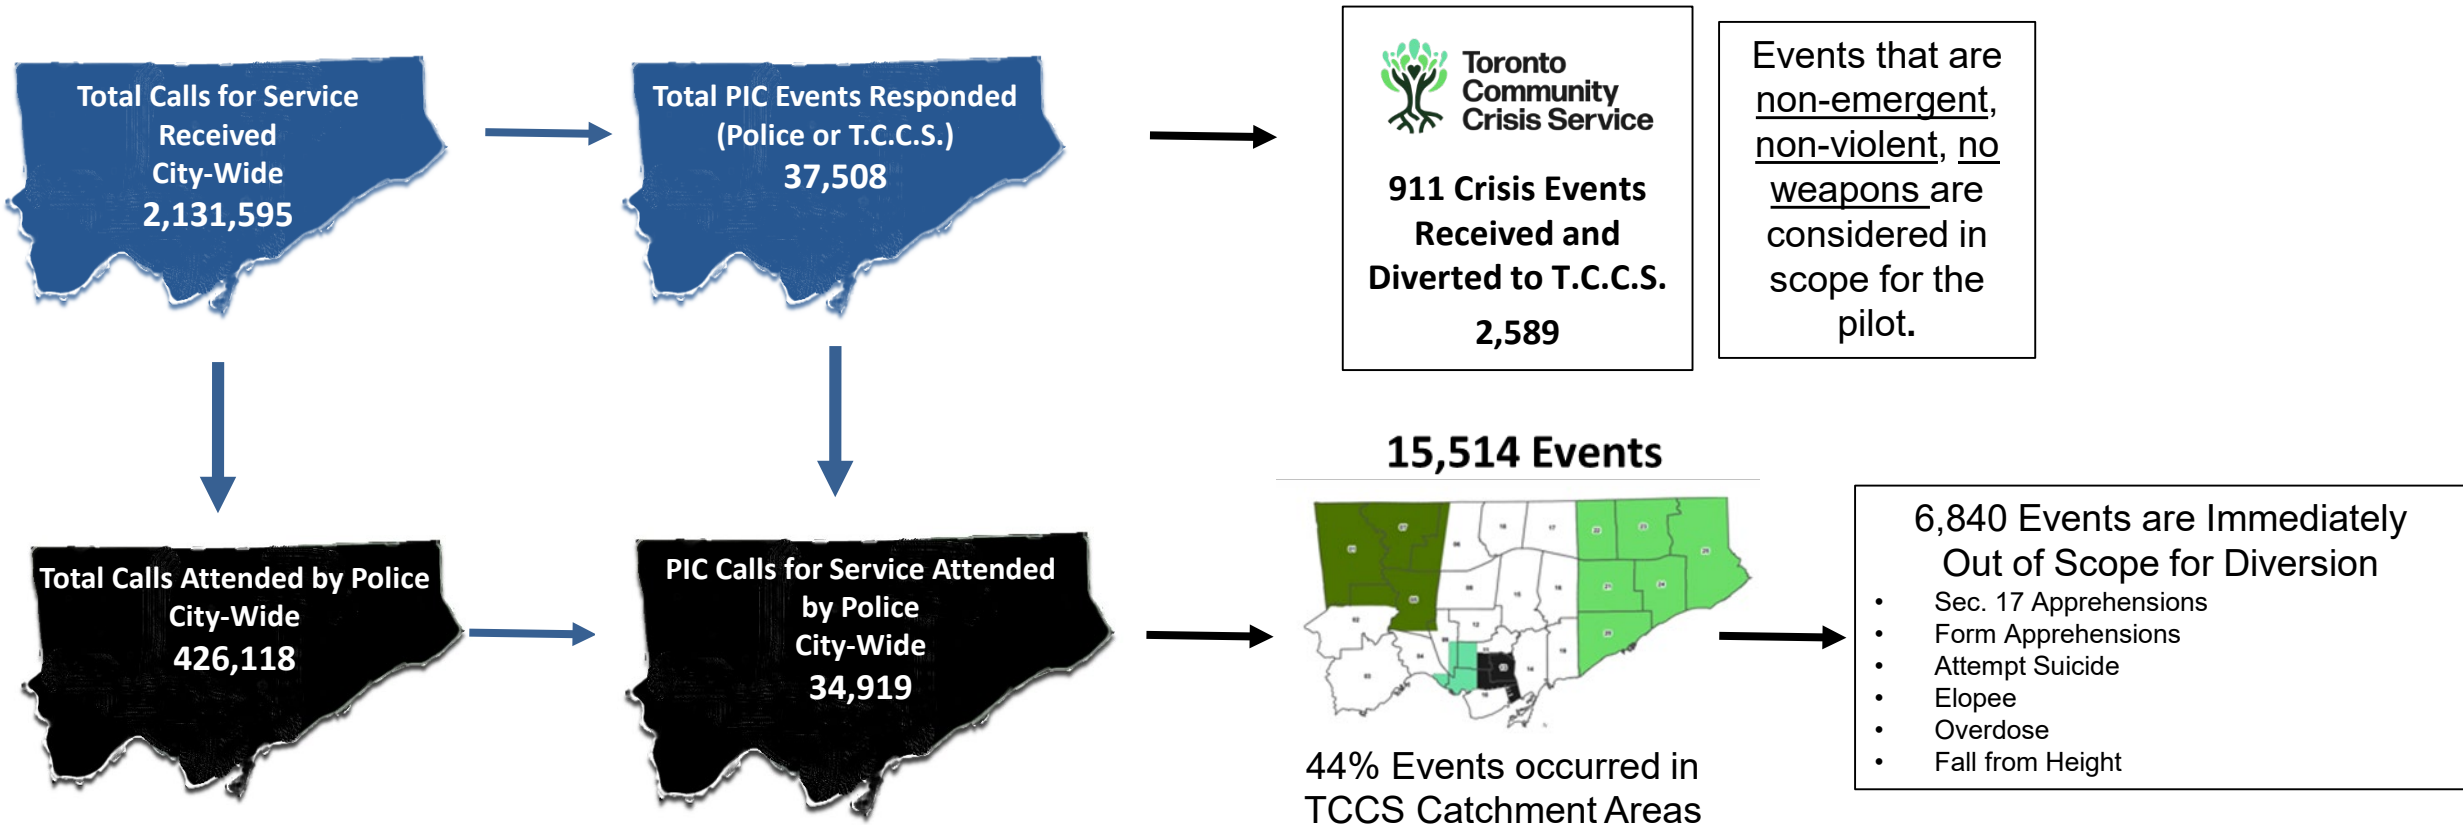 Total Calls for Service
Received
City-Wide
2,131,595
Total PIC Events Responded
(Police or T.C.C.S.)
37,508
Toronto
Community
Crisis Service
911 Crisis Events
Received and
Diverted to T.C.C.S.
2,589
Events that are
non-emergent,
non-violent, no
weapons are
considered in
scope for the
pilot.
Total Calls Attended by Police
City-Wide
426,118
PIC Calls for Service Attended
by Police
City-Wide
34,919
15,514 Events
44% Events occurred in
TCCS Catchment Areas
6,840 Events are Immediately
Out of Scope for Diversion
• Sec. 17 Apprehensions
• Form Apprehensions
• Attempt Suicide
• Elopee
• Overdose
• Fall from Height